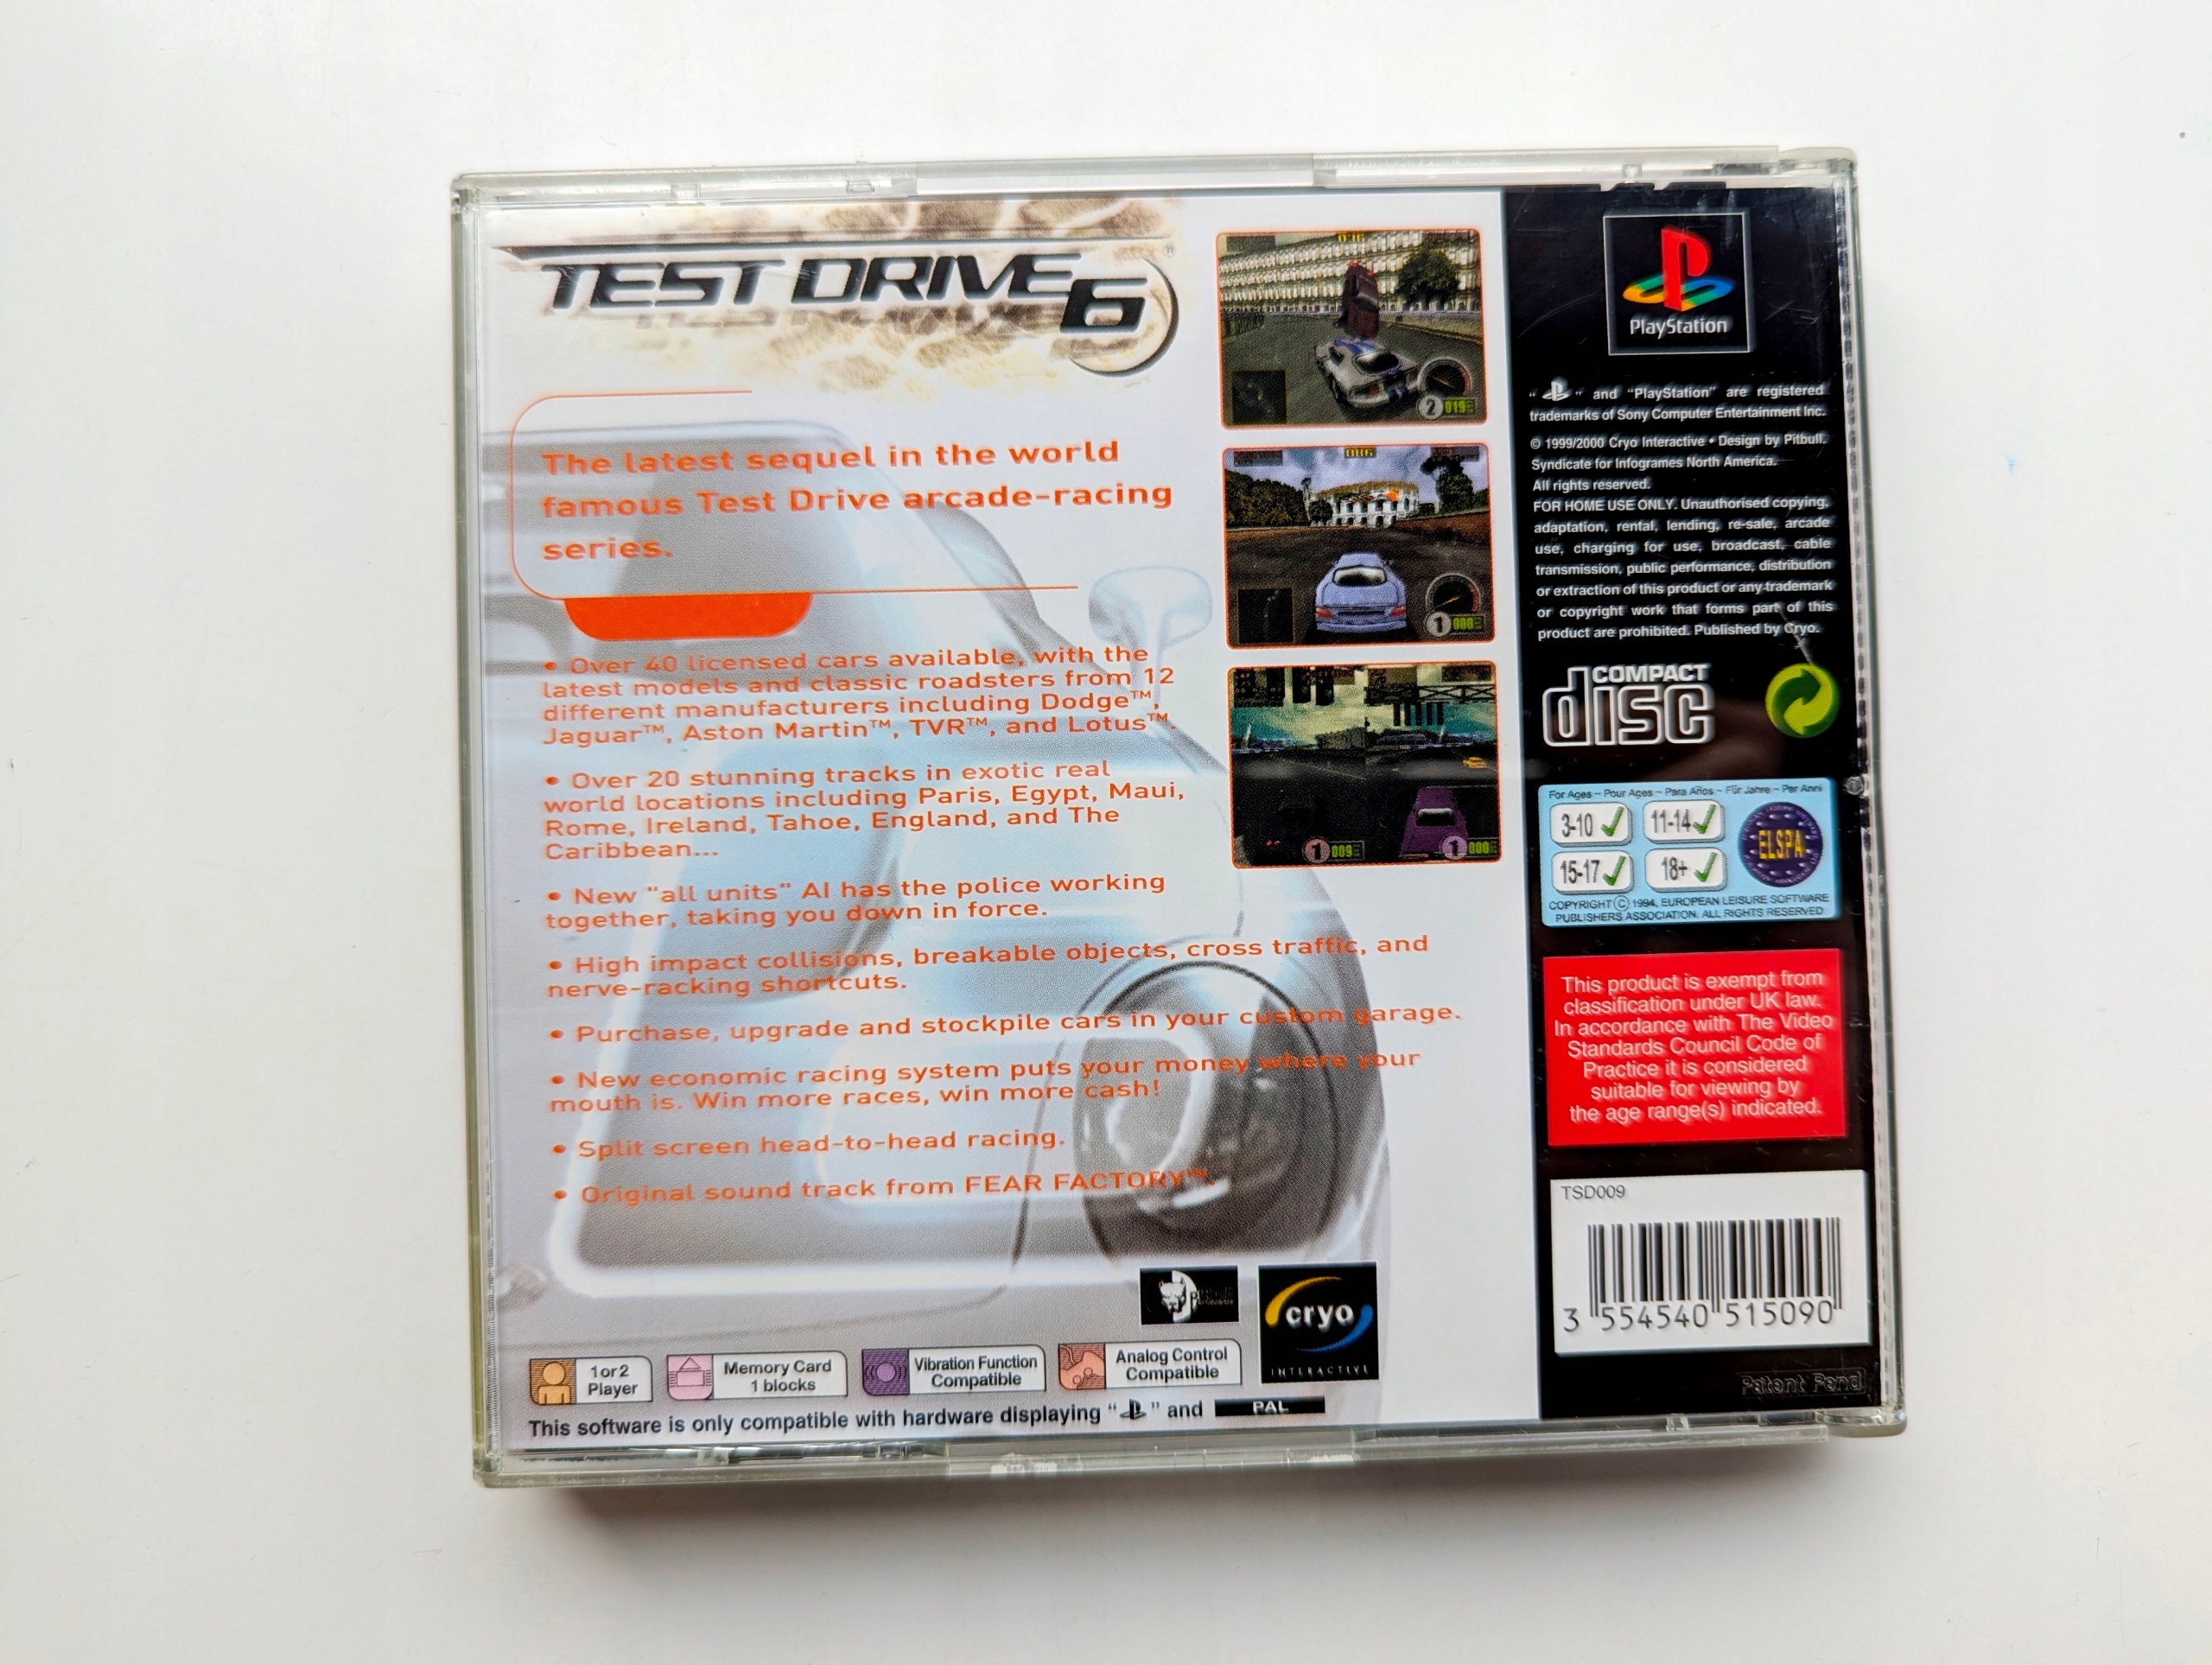 TEST DRIVE 6®
The latest sequel in the world
famous Test Drive arcade-racing
series.
• Over 40 licensed cars available, with the
latest models and classic roadsters from 12
different manufacturers including Dodge™,
Jaguar™, Aston Martin™, TVR™, and Lotus™.
• Over 20 stunning tracks in exotic real
world locations including Paris, Egypt, Maui,
Rome, Ireland, Tahoe, England, and The
Caribbean...
• New "all units" AI has the police working
together, taking you down in force.
• High impact collisions, breakable objects, cross traffic, and
nerve-racking shortcuts.
• Purchase, upgrade and stockpile cars in your custom garage.
• New economic racing system puts your money where your
mouth is. Win more races, win more cash!
• Split screen head-to-head racing.
• Original sound track from FEAR FACTORY™.
2 019
1 000
1 009
1 000
cryo
INTERACTIVE
1 or 2
Player
Memory Card
1 blocks
Vibration Function
Compatible
Analog Control
Compatible
This software is only compatible with hardware displaying " " and PAL
PlayStation
" " and "PlayStation" are registered
trademarks of Sony Computer Entertainment Inc.
© 1999/2000 Cryo Interactive • Design by Pitbull.
Syndicate for Infogrames North America.
All rights reserved.
FOR HOME USE ONLY. Unauthorised copying,
adaptation, rental, lending, re-sale, arcade
use, charging for use, broadcast, cable
transmission, public performance, distribution
or extraction of this product or any trademark
or copyright work that forms part of this
product are prohibited. Published by Cryo.
COMPACT
disc
For Ages ~ Pour Ages ~ Para Años ~ Für Jahre ~ Per Anni
3-10 11-14
15-17 18+
ELSPA
COPYRIGHT © 1994, EUROPEAN LEISURE SOFTWARE
PUBLISHERS ASSOCIATION. ALL RIGHTS RESERVED
This product is exempt from
classification under UK law.
In accordance with The Video
Standards Council Code of
Practice it is considered
suitable for viewing by
the age range(s) indicated.
TSD009
3 554540 515090
Patent Pend